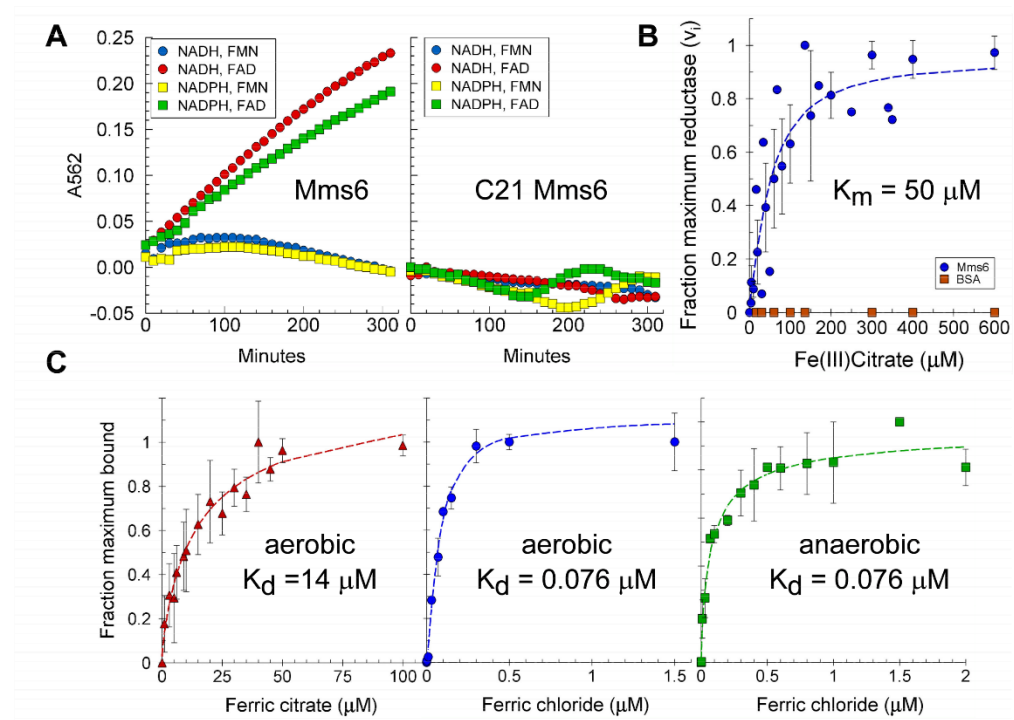 A
0.25
0.20
0.15
0.10
0.05
0.00
-0.05
A562
NADH, FMN
NADH, FAD
NADPH, FMN
NADPH, FAD
Mms6
0
100
200
300
Minutes
NADH, FMN
NADH, FAD
NADPH, FMN
NADPH, FAD
C21 Mms6
0
100
200
300
Minutes
B
Fraction maximum reductase (vi)
1
0.8
0.6
0.4
0.2
0
Km = 50 μM
Mms6
BSA
0
100
200
300
400
500
600
Fe(III)Citrate (μM)
C
Fraction maximum bound
1
0.8
0.6
0.4
0.2
0
aerobic
Kd =14 μM
0
25
50
75
100
Ferric citrate (μM)
aerobic
Kd = 0.076 μM
0
0.5
1
1.5
Ferric chloride (μM)
anaerobic
Kd = 0.076 μM
0
0.5
1
1.5
2
Ferric chloride (μM)